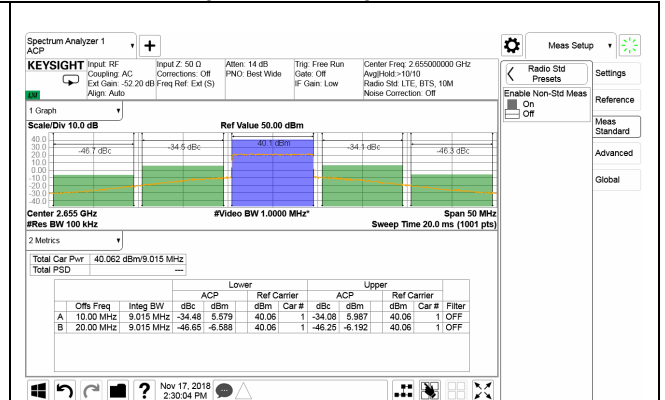 Spectrum Analyzer 1
ACP
Meas Setup
KEYSIGHT Input: RF Input Z: 50 Ω Atten: 14 dB Trig: Free Run Center Freq: 2.655000000 GHz
Coupling: AC Corrections: Off PNO: Best Wide Gate: Off Avg|Hold:>10/10
Ext Gain: -52.20 dB Freq Ref: Ext (S) IF Gain: Low Radio Std: LTE, BTS, 10M
Align: Auto Noise Correction: Off
1 Graph
Scale/Div 10.0 dB Ref Value 50.00 dBm
40.0
30.0
20.0
10.0
0.00
-10.0
-20.0
-30.0
-40.0
-46.7 dBc -34.5 dBc 40.1 dBm -34.1 dBc -46.3 dBc
Center 2.655 GHz #Video BW 1.0000 MHz* Span 50 MHz
#Res BW 100 kHz Sweep Time 20.0 ms (1001 pts)
2 Metrics
Total Car Pwr 40.062 dBm/9.015 MHz
Total PSD ---
Lower Upper
ACP Ref Carrier ACP Ref Carrier
Offs Freq Integ BW dBc dBm dBm Car # dBc dBm dBm Car # Filter
A 10.00 MHz 9.015 MHz -34.48 5.579 40.06 1 -34.08 5.987 40.06 1 OFF
B 20.00 MHz 9.015 MHz -46.65 -6.588 40.06 1 -46.25 -6.192 40.06 1 OFF
Nov 17, 2018
2:30:04 PM
Radio Std
Presets
Enable Non-Std Meas
On
Off
Settings
Reference
Meas
Standard
Advanced
Global